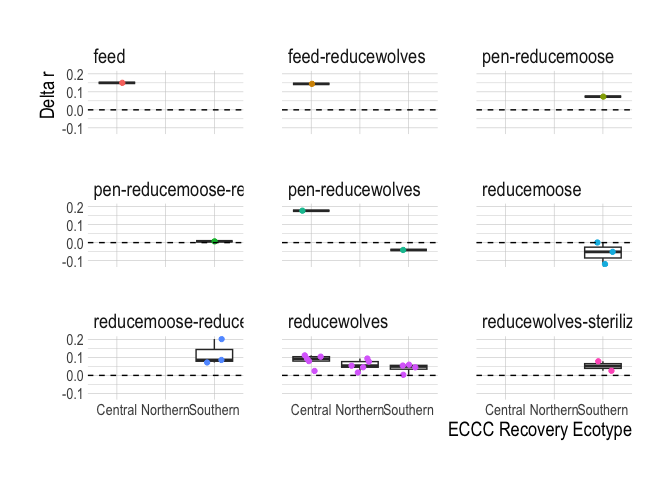 feed
feed-reducewolves
pen-reducemoose
Delta r
0.2
0.1
0.0
-0.1
pen-reducemoose-re
pen-reducewolves
reducemoose
0.2
0.1
0.0
-0.1
reducemoose-reduce
reducewolves
reducewolves-steriliz
0.2
0.1
0.0
-0.1
Central Northern Southern
Central Northern Southern
Central Northern Southern
ECCC Recovery Ecotype